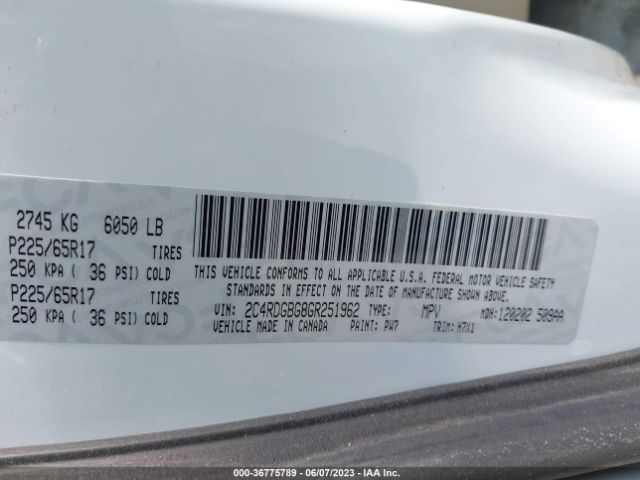 2745 KG 6050 LB
P225/65R17 TIRES
250 KPA ( 36 PSI) COLD
P225/65R17 TIRES
250 KPA ( 36 PSI) COLD
THIS VEHICLE CONFORMS TO ALL APPLICABLE U.S.A. FEDERAL MOTOR VEHICLE SAFETY
STANDARDS IN EFFECT ON THE DATE OF MANUFACTURE SHOWN ABOVE.
VIN: 2C4RDGBG8GR251962 TYPE: MPV MDH: 120202 509AA
VEHICLE MADE IN CANADA PAINT: PW7 TRIM: H7X1
000-36775789 - 06/07/2023 - IAA Inc.